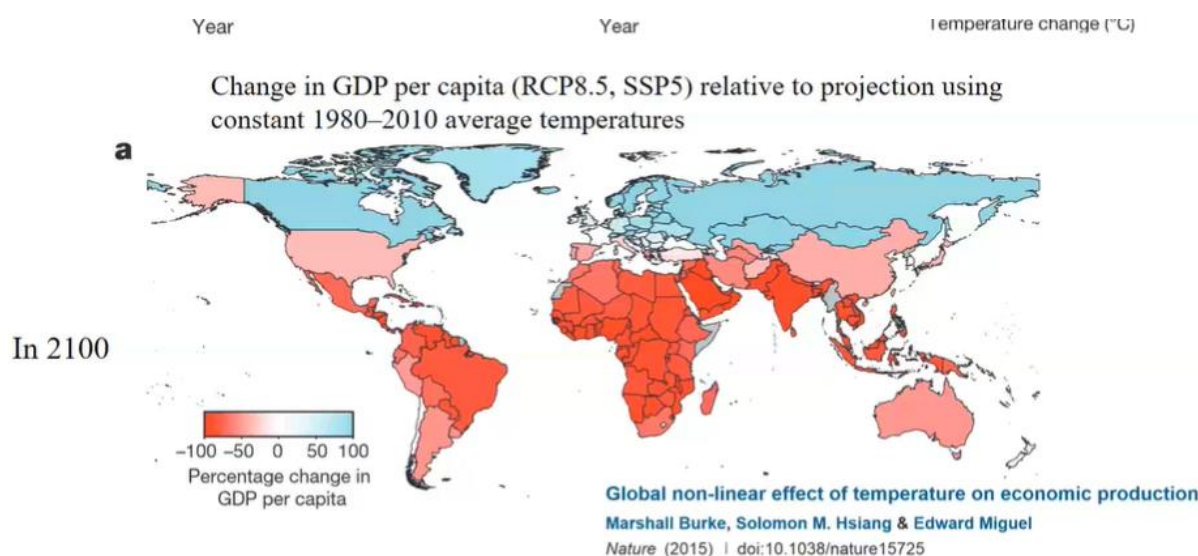 Year
Year
Temperature change (°C)
Change in GDP per capita (RCP8.5, SSP5) relative to projection using
constant 1980–2010 average temperatures
a
In 2100
−100 −50 0 50 100
Percentage change in
GDP per capita
Global non-linear effect of temperature on economic production
Marshall Burke, Solomon M. Hsiang & Edward Miguel
Nature (2015) | doi:10.1038/nature15725